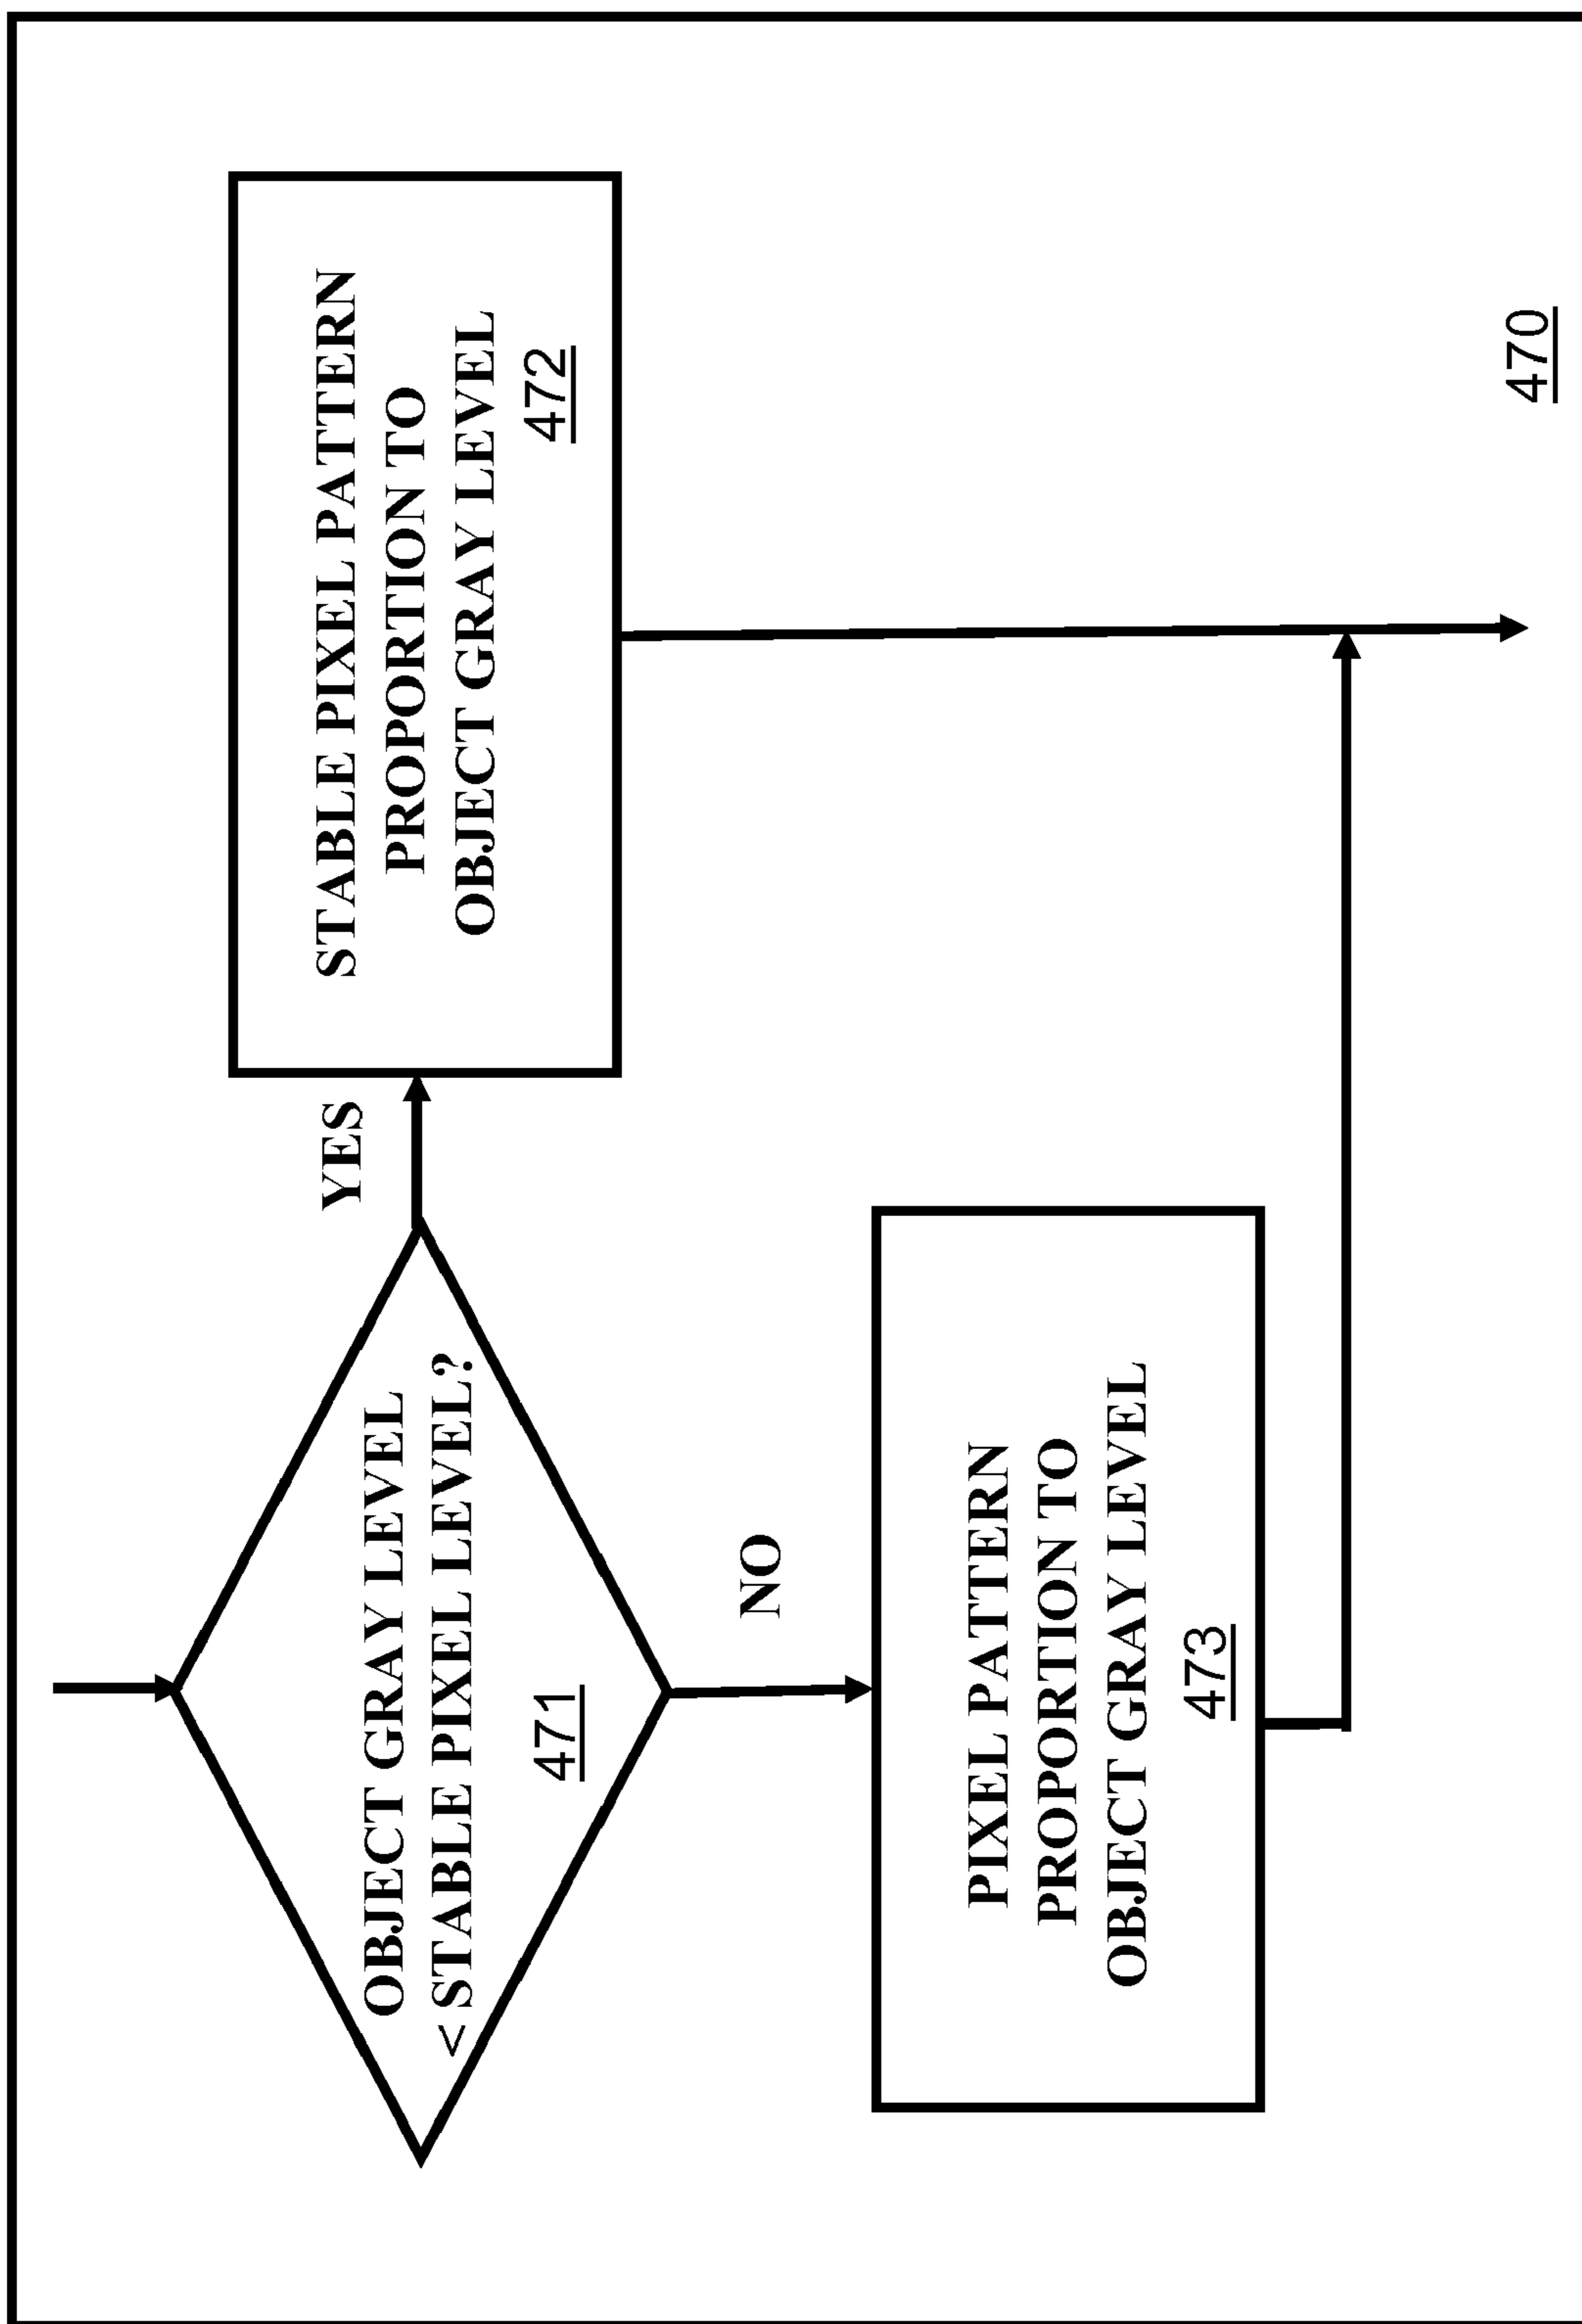 OBJECT GRAY LEVEL
< STABLE PIXEL LEVEL?
471
YES
STABLE PIXEL PATTERN
PROPORTION TO
OBJECT GRAY LEVEL
472
NO
PIXEL PATTERN
PROPORTION TO
OBJECT GRAY LEVEL
473
470